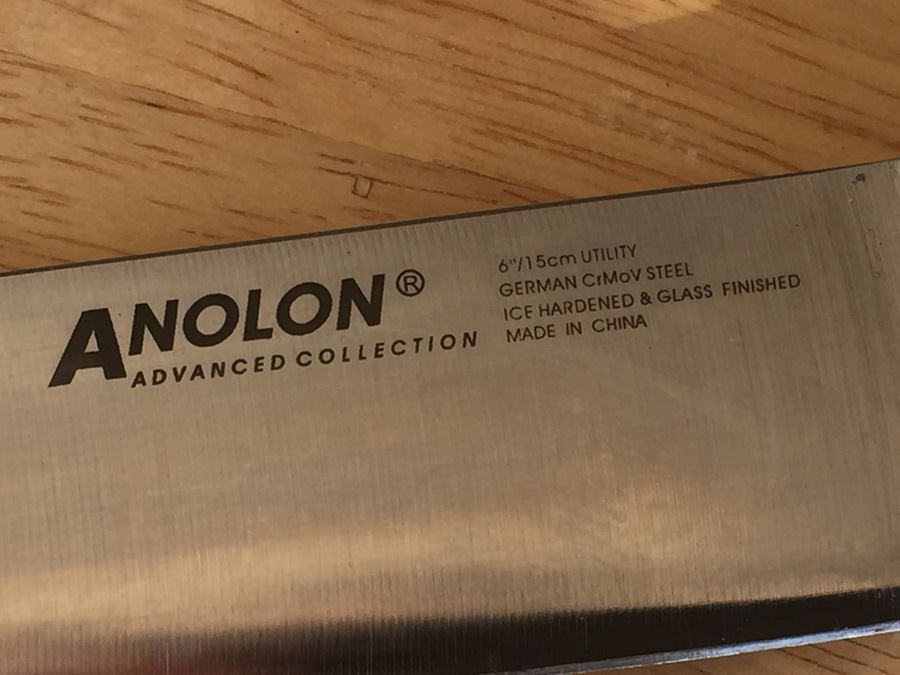 ANOLON®
ADVANCED COLLECTION
6"/15cm UTILITY
GERMAN CrMoV STEEL
ICE HARDENED & GLASS FINISHED
MADE IN CHINA